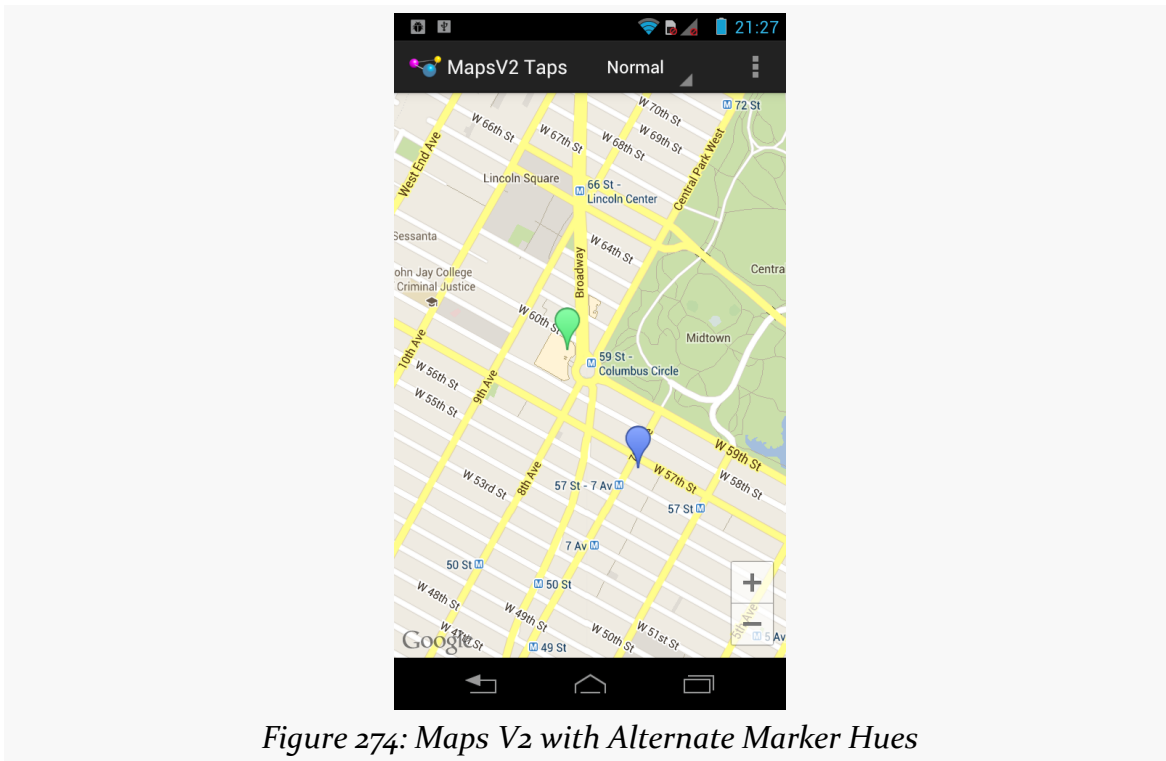 21:27
MapsV2 Taps
Normal
72 St
W 70th St
W 66th St
W 67th St
W 69th St
W 68th St
West End Ave
Central Park West
Lincoln Square
66 St -
Lincoln Center
Sessanta
W 64th St
Broadway
Centra
ohn Jay College
Criminal Justice
W 60th St
Midtown
10th Ave
59 St -
Columbus Circle
W 56th St
9th Ave
W 55th St
W 59th St
8th Ave
W 57th St
W 58th St
W 53rd St
57 St - 7 Av
57 St
7 Av
50 St
50 St
W 48th St
W 49th St
5th Ave
W 50th St
W 51st St
5 Av
Google
49 St
Figure 274: Maps V2 with Alternate Marker Hues